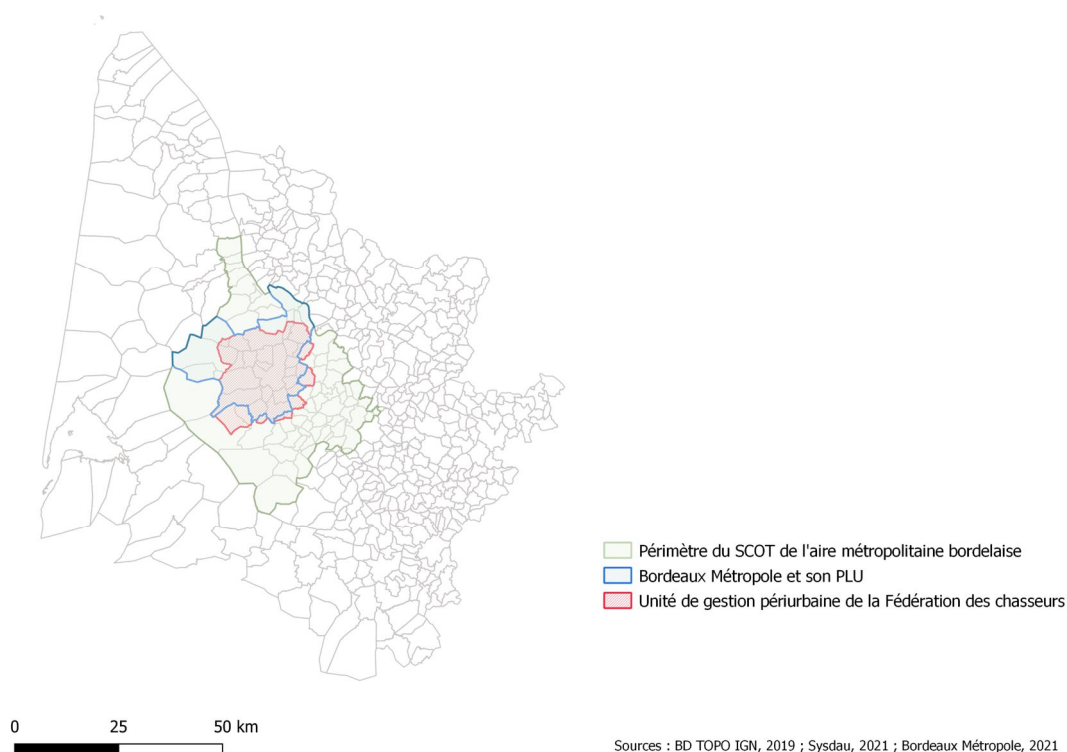 Périmètre du SCOT de l'aire métropolitaine bordelaise
Bordeaux Métropole et son PLU
Unité de gestion périurbaine de la Fédération des chasseurs
0 25 50 km
Sources : BD TOPO IGN, 2019 ; Sysdau, 2021 ; Bordeaux Métropole, 2021